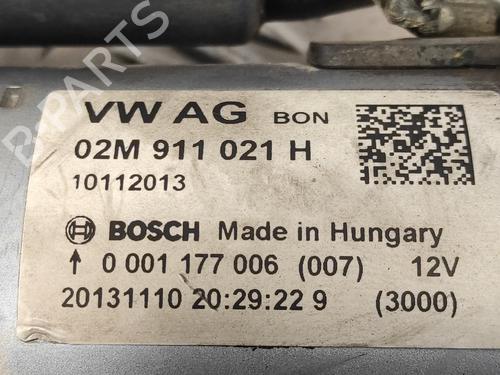 VW AG BON
02M 911 021 H
10112013
BOSCH Made in Hungary
↑ 0 001 177 006 (007) 12V
20131110 20:29:22 9 (3000)
B-PARTS